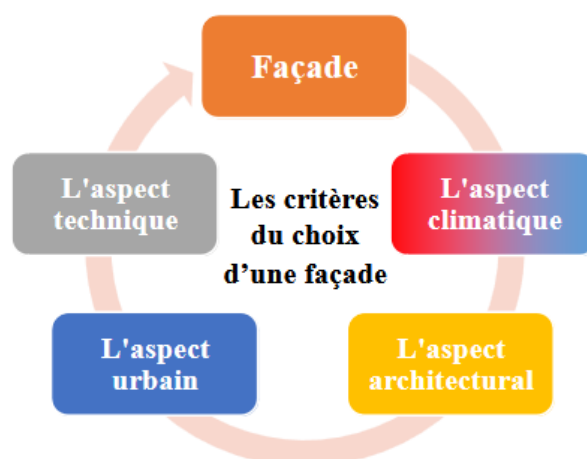 Façade
L'aspect
technique
Les critères
du choix
d’une façade
L'aspect
climatique
L'aspect
urbain
L'aspect
architectural